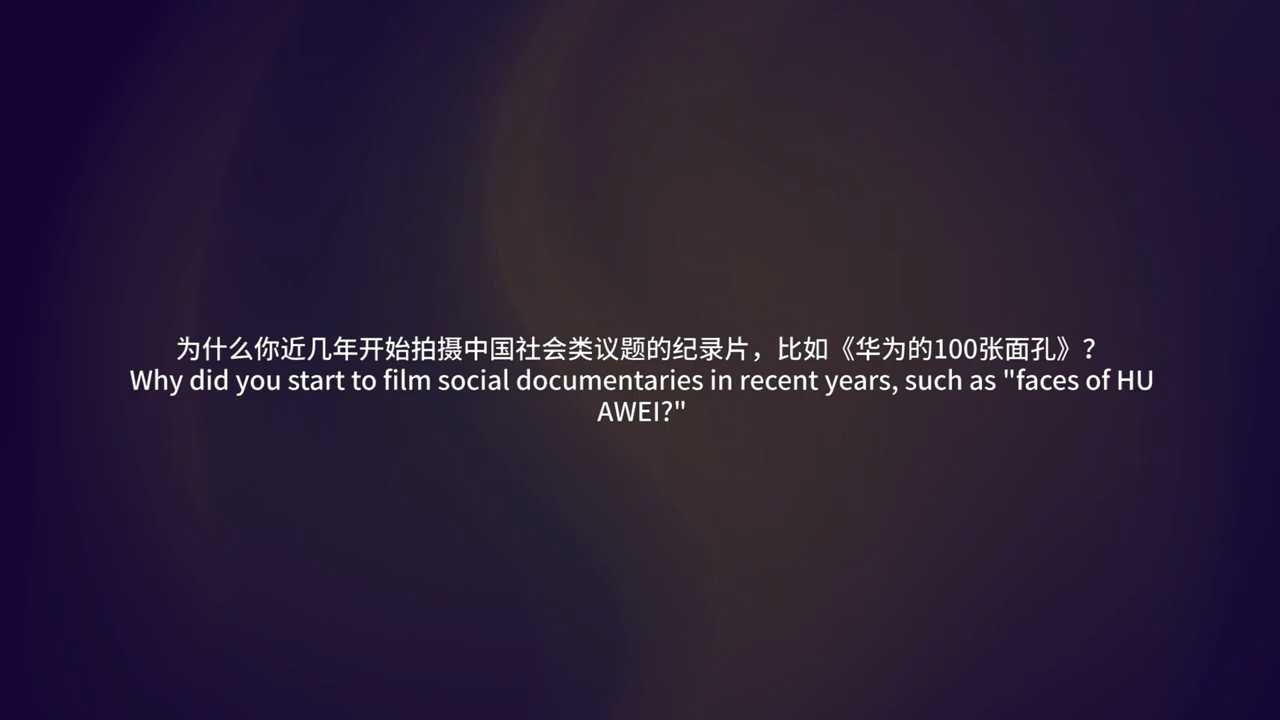 为什么你近几年开始拍摄中国社会类议题的纪录片，比如《华为的100张面孔》？
Why did you start to film social documentaries in recent years, such as "faces of HU
AWEI?"